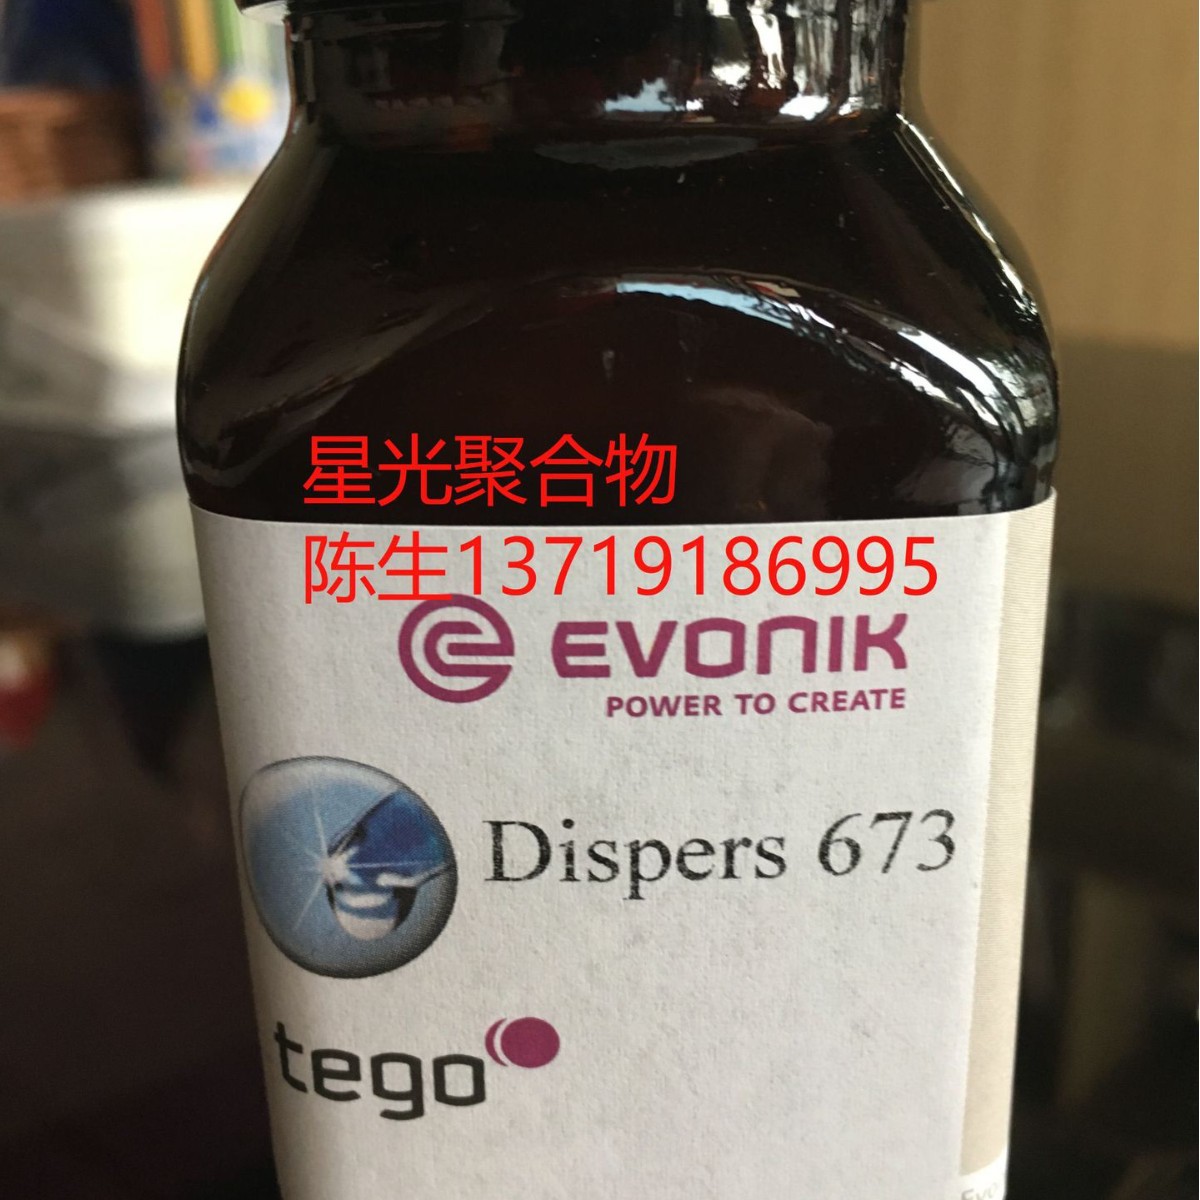 星光聚合物
陈生13719186995
EVONIK
POWER TO CREATE
Dispers 673
tego